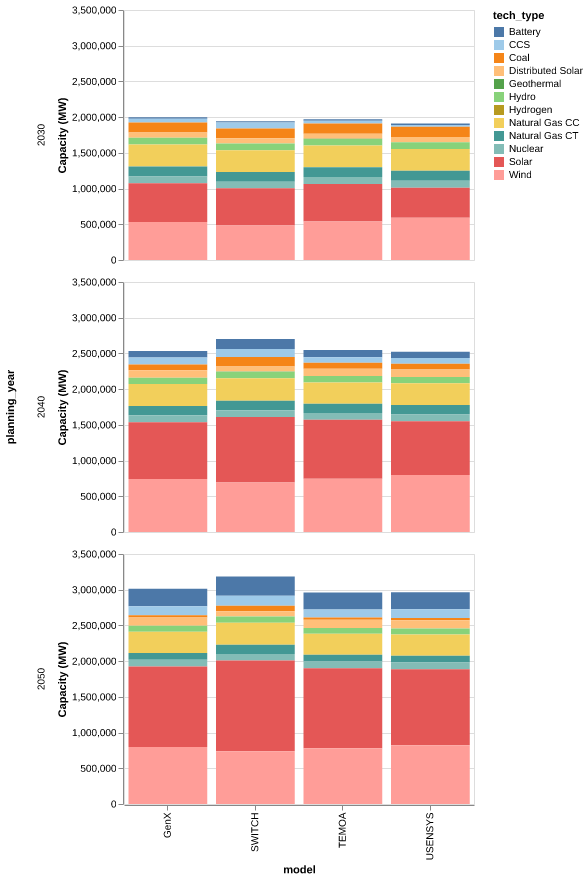 tech_type
Battery
CCS
Coal
Distributed Solar
Geothermal
Hydro
Hydrogen
Natural Gas CC
Natural Gas CT
Nuclear
Solar
Wind
planning_year
2030
Capacity (MW)
3,500,000
3,000,000
2,500,000
2,000,000
1,500,000
1,000,000
500,000
0
2040
Capacity (MW)
3,500,000
3,000,000
2,500,000
2,000,000
1,500,000
1,000,000
500,000
0
2050
Capacity (MW)
3,500,000
3,000,000
2,500,000
2,000,000
1,500,000
1,000,000
500,000
0
GenX
SWITCH
TEMOA
USENSYS
model